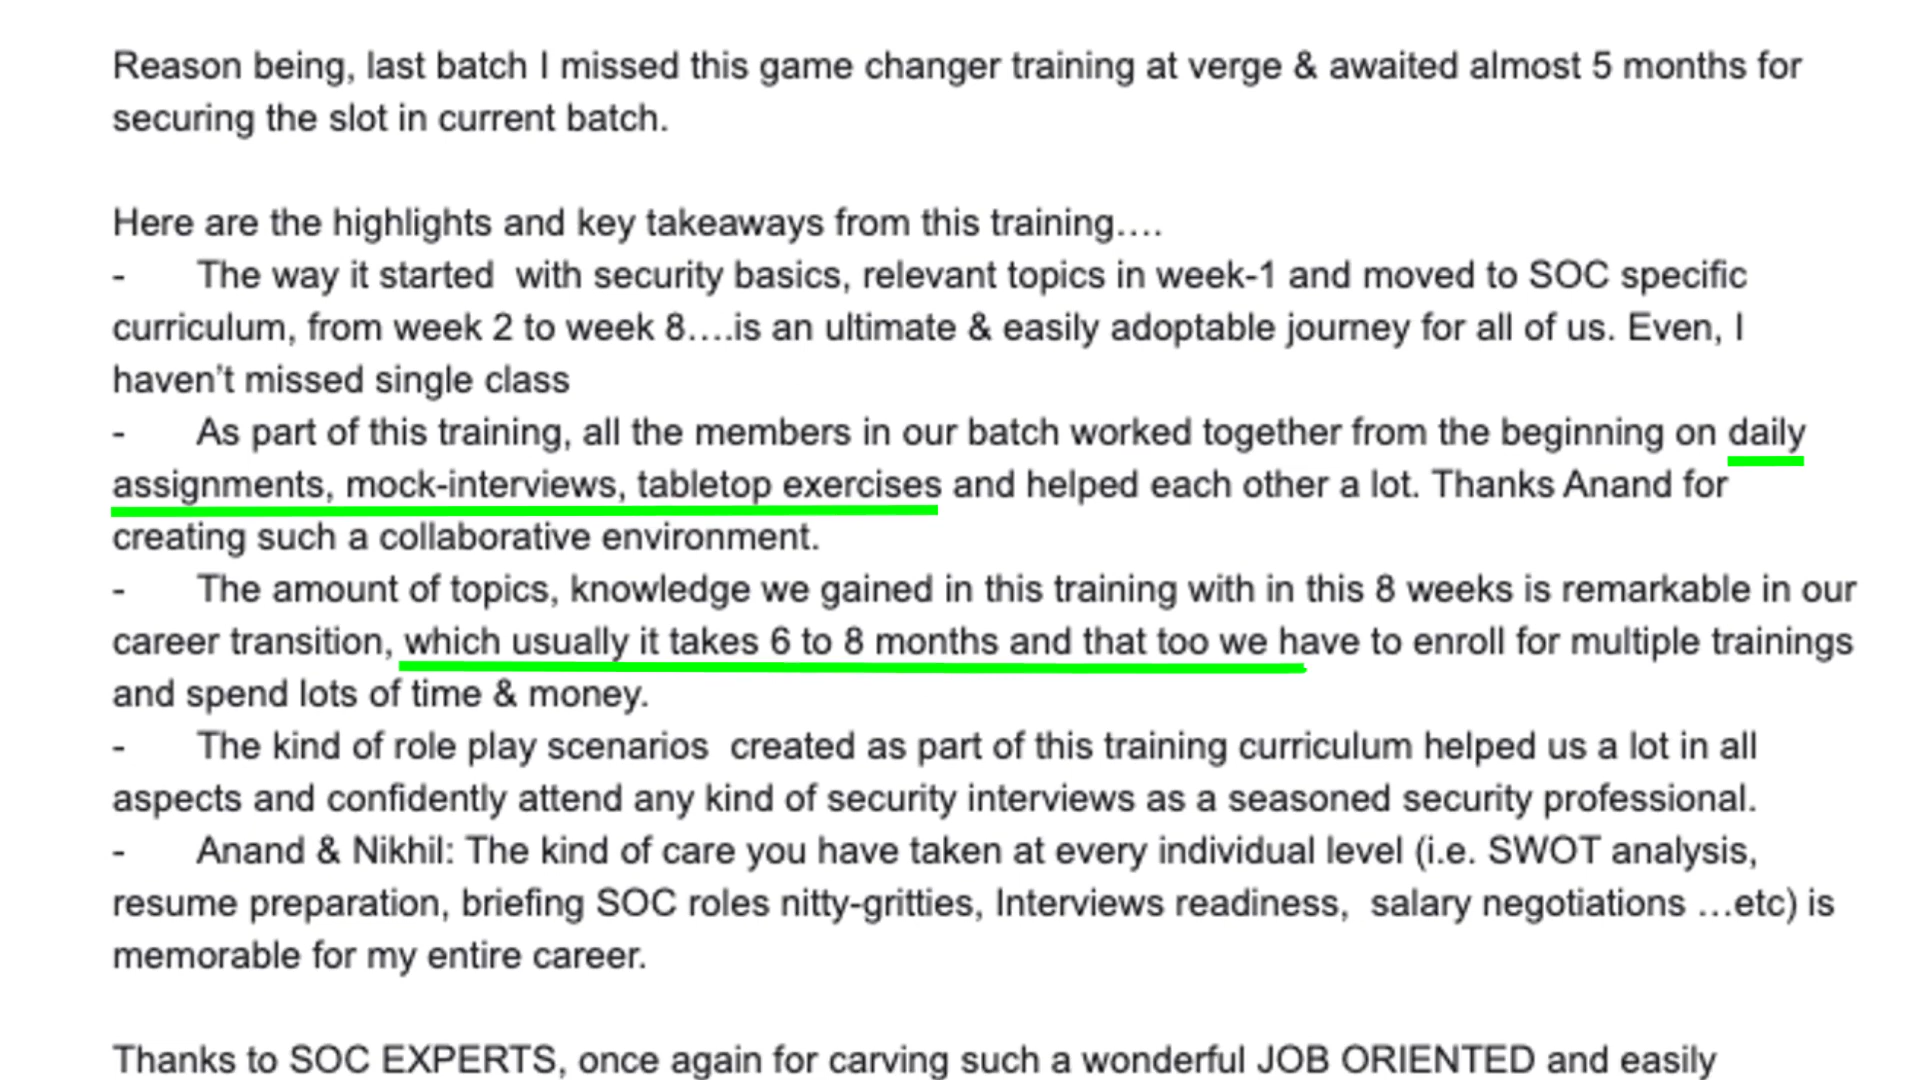 Reason being, last batch I missed this game changer training at verge & awaited almost 5 months for
securing the slot in current batch.
Here are the highlights and key takeaways from this training....
- The way it started  with security basics, relevant topics in week-1 and moved to SOC specific
curriculum, from week 2 to week 8....is an ultimate & easily adoptable journey for all of us. Even, I
haven't missed single class
- As part of this training, all the members in our batch worked together from the beginning on daily
assignments, mock-interviews, tabletop exercises and helped each other a lot. Thanks Anand for
creating such a collaborative environment.
- The amount of topics, knowledge we gained in this training with in this 8 weeks is remarkable in our
career transition, which usually it takes 6 to 8 months and that too we have to enroll for multiple trainings
and spend lots of time & money.
- The kind of role play scenarios  created as part of this training curriculum helped us a lot in all
aspects and confidently attend any kind of security interviews as a seasoned security professional.
- Anand & Nikhil: The kind of care you have taken at every individual level (i.e. SWOT analysis,
resume preparation, briefing SOC roles nitty-gritties, Interviews readiness,  salary negotiations ...etc) is
memorable for my entire career.
Thanks to SOC EXPERTS, once again for carving such a wonderful JOB ORIENTED and easily